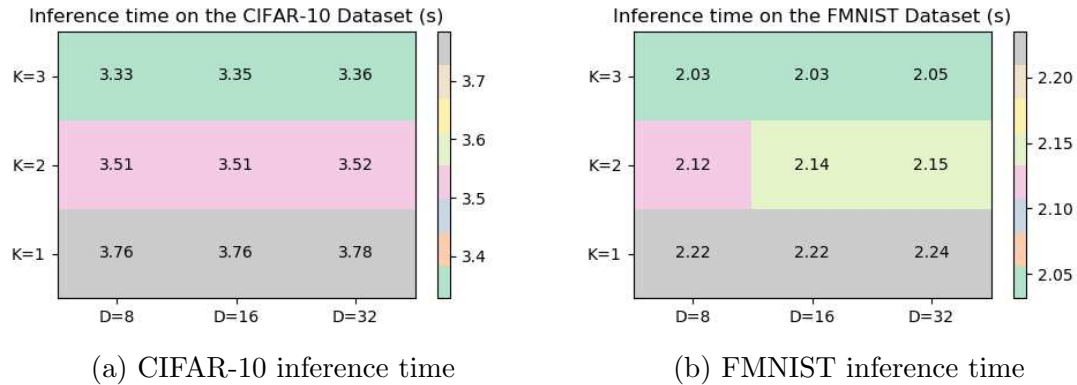 Inference time on the CIFAR-10 Dataset (s)
K=3 3.33 3.35 3.36
K=2 3.51 3.51 3.52
K=1 3.76 3.76 3.78
D=8 D=16 D=32
3.7
3.6
3.5
3.4
(a) CIFAR-10 inference time
Inference time on the FMNIST Dataset (s)
K=3 2.03 2.03 2.05
K=2 2.12 2.14 2.15
K=1 2.22 2.22 2.24
D=8 D=16 D=32
2.20
2.15
2.10
2.05
(b) FMNIST inference time